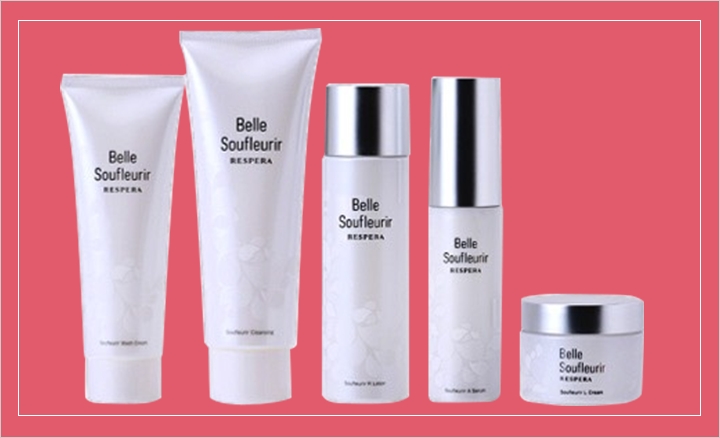 Belle
Soufleurir
RESPERA
Soufleurir Wash Cream
Belle
Soufleurir
RESPERA
Soufleurir Cleansing
Belle
Soufleurir
RESPERA
Soufleurir R Lotion
Belle
Soufleurir
RESPERA
Soufleurir R Serum
Belle
Soufleurir
RESPERA
Soufleurir L Cream